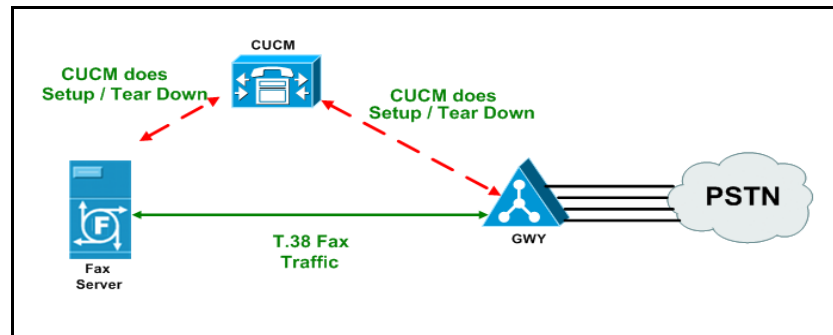 CUCM
CUCM does
Setup / Tear Down
CUCM does
Setup / Tear Down
F
PSTN
T.38 Fax
Traffic
GWY
Fax
Server